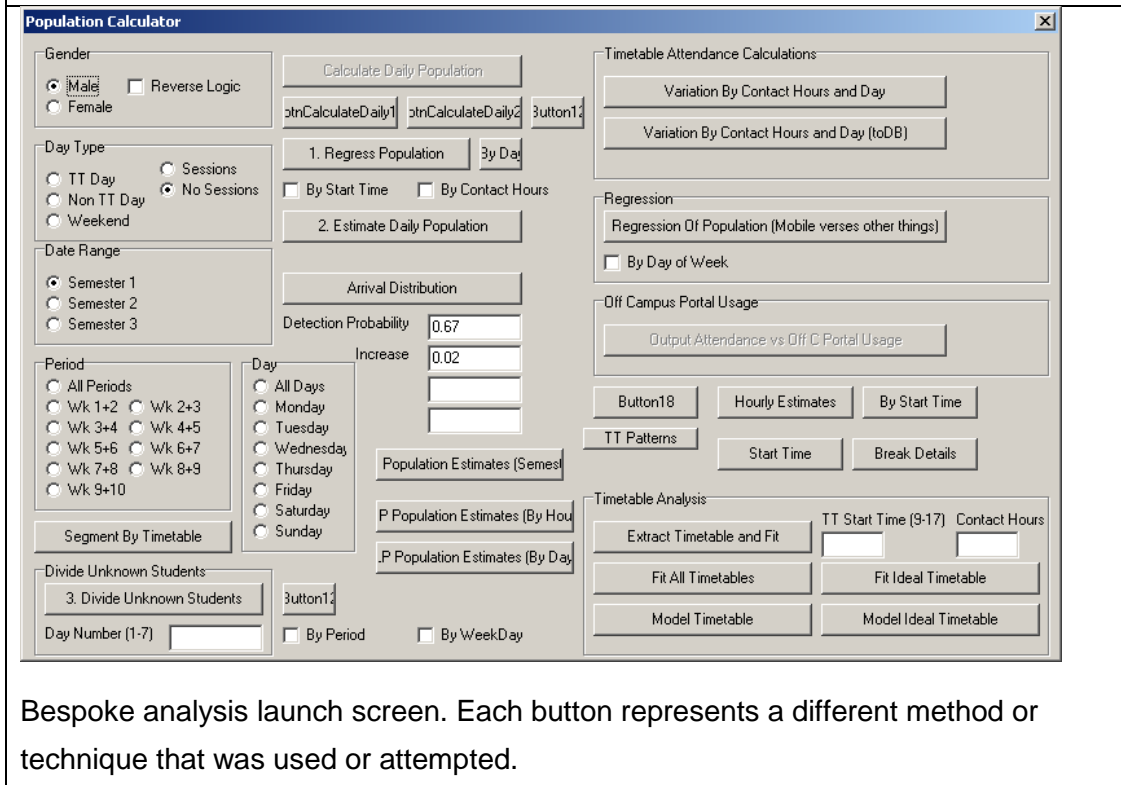 Population Calculator
Gender
Male
Reverse Logic
Female
Day Type
TT Day
Sessions
Non TT Day
No Sessions
Weekend
Date Range
Semester 1
Semester 2
Semester 3
Period
All Periods
Wk 1+2 Wk 2+3
Wk 3+4 Wk 4+5
Wk 5+6 Wk 6+7
Wk 7+8 Wk 8+9
Wk 9+10
Segment By Timetable
Divide Unknown Students
3. Divide Unknown Students
Day Number (1-7)
Day
All Days
Monday
Tuesday
Wednesday
Thursday
Friday
Saturday
Sunday
Calculate Daily Population
btnCalculateDaily1 btnCalculateDaily2 Button12
1. Regress Population By Day
By Start Time By Contact Hours
2. Estimate Daily Population
Arrival Distribution
Detection Probability 0.67
Increase 0.02
Population Estimates (Semest
P Population Estimates (By Hou
.P Population Estimates (By Day
Button12
By Period By WeekDay
Timetable Attendance Calculations
Variation By Contact Hours and Day
Variation By Contact Hours and Day (toDB)
Regression
Regression Of Population (Mobile verses other things)
By Day of Week
Off Campus Portal Usage
Output Attendance vs Off C Portal Usage
Button18 Hourly Estimates By Start Time
TT Patterns
Start Time Break Details
Timetable Analysis
Extract Timetable and Fit
TT Start Time (9-17) Contact Hours
Fit All Timetables Fit Ideal Timetable
Model Timetable Model Ideal Timetable
Bespoke analysis launch screen. Each button represents a different method or
technique that was used or attempted.